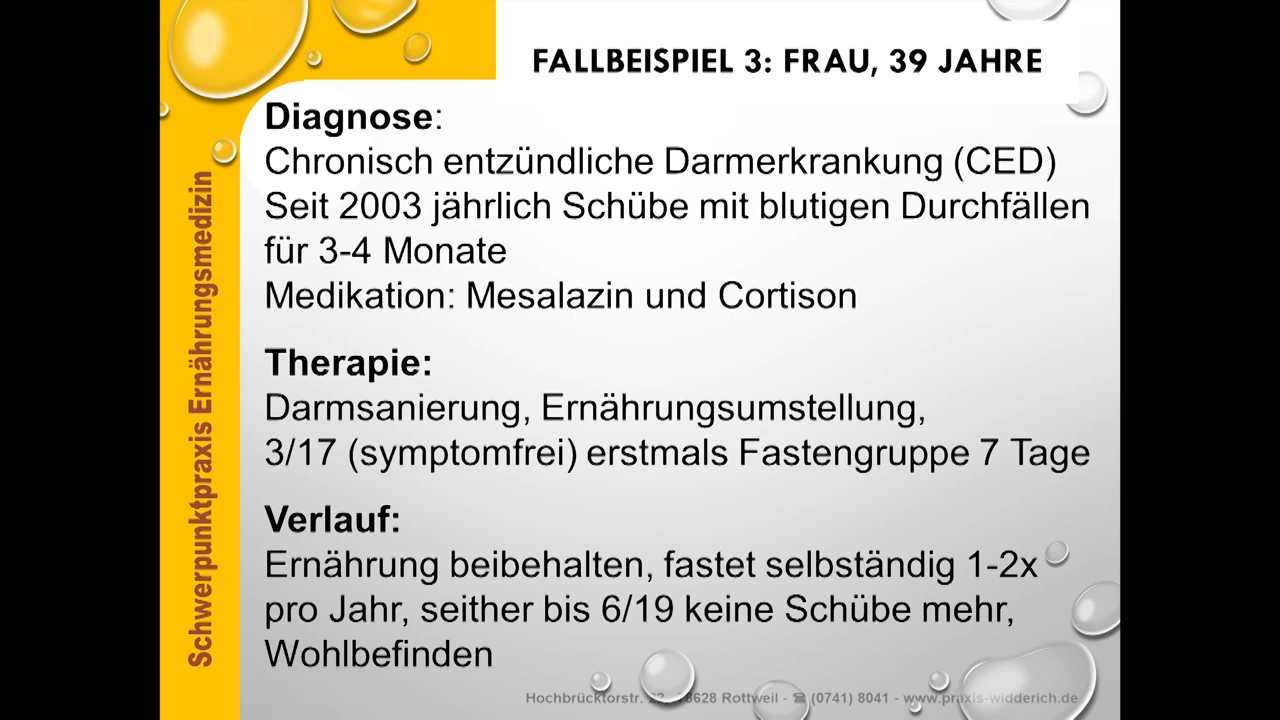 FALLBEISPIEL 3: FRAU, 39 JAHRE
Diagnose:
Chronisch entzündliche Darmerkrankung (CED)
Seit 2003 jährlich Schübe mit blutigen Durchfällen
für 3-4 Monate
Medikation: Mesalazin und Cortison
Therapie:
Darmsanierung, Ernährungsumstellung,
3/17 (symptomfrei) erstmals Fastengruppe 7 Tage
Verlauf:
Ernährung beibehalten, fastet selbständig 1-2x
pro Jahr, seither bis 6/19 keine Schübe mehr,
Wohlbefinden
Schwerpunktpraxis Ernährungsmedizin
Hochbrücktorstr. Rottweil - ☎ (0741) 8041 - www.praxis-widderich.de